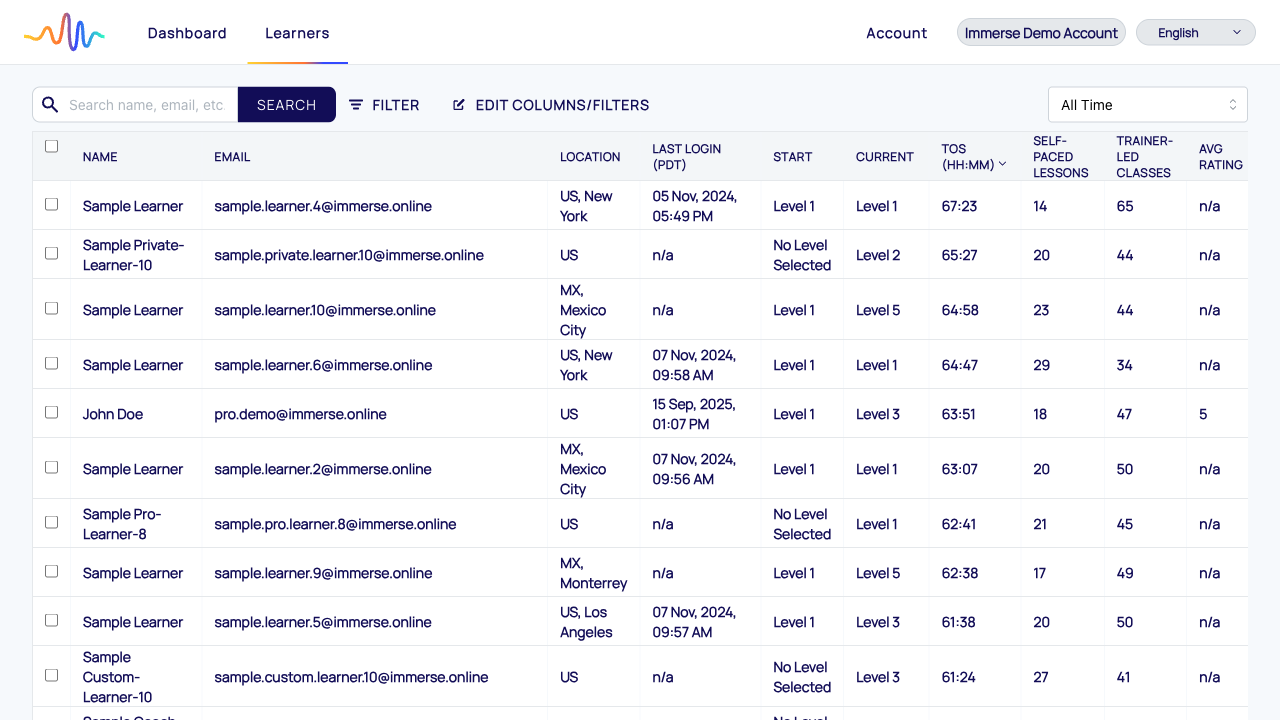 Dashboard Learners Account Immerse Demo Account English
Search name, email, etc. SEARCH FILTER EDIT COLUMNS/FILTERS All Time
NAME EMAIL LOCATION LAST LOGIN (PDT) START CURRENT TOS (HH:MM) SELF-PACED LESSONS TRAINER-LED CLASSES AVG RATING
Sample Learner sample.learner.4@immerse.online US, New York 05 Nov, 2024, 05:49 PM Level 1 Level 1 67:23 14 65 n/a
Sample Private-Learner-10 sample.private.learner.10@immerse.online US n/a No Level Selected Level 2 65:27 20 44 n/a
Sample Learner sample.learner.10@immerse.online MX, Mexico City n/a Level 1 Level 5 64:58 23 44 n/a
Sample Learner sample.learner.6@immerse.online US, New York 07 Nov, 2024, 09:58 AM Level 1 Level 1 64:47 29 34 n/a
John Doe pro.demo@immerse.online US 15 Sep, 2025, 01:07 PM Level 1 Level 3 63:51 18 47 5
Sample Learner sample.learner.2@immerse.online MX, Mexico City 07 Nov, 2024, 09:56 AM Level 1 Level 1 63:07 20 50 n/a
Sample Pro-Learner-8 sample.pro.learner.8@immerse.online US n/a No Level Selected Level 1 62:41 21 45 n/a
Sample Learner sample.learner.9@immerse.online MX, Monterrey n/a Level 1 Level 5 62:38 17 49 n/a
Sample Learner sample.learner.5@immerse.online US, Los Angeles 07 Nov, 2024, 09:57 AM Level 1 Level 3 61:38 20 50 n/a
Sample Custom-Learner-10 sample.custom.learner.10@immerse.online US n/a No Level Selected Level 3 61:24 27 41 n/a